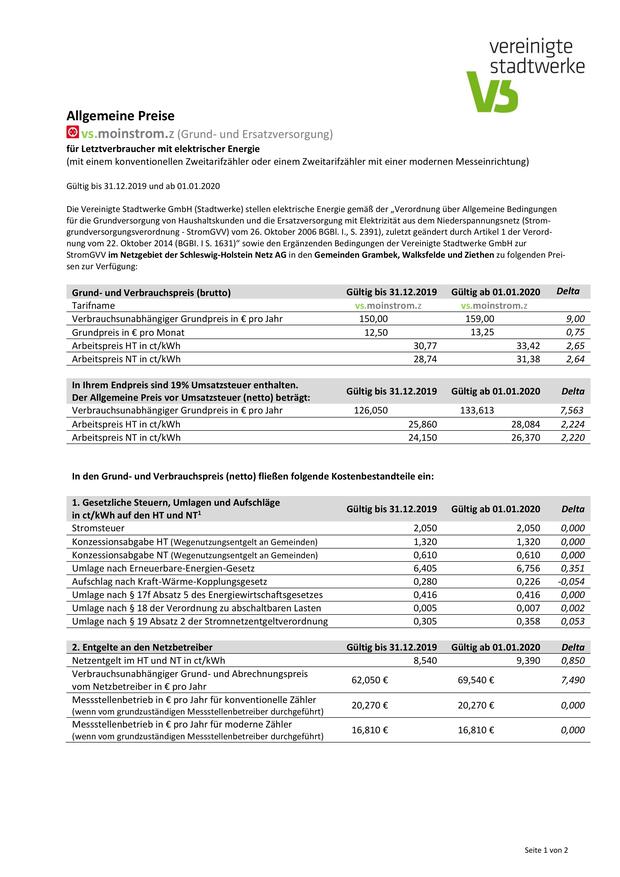 vereinigte
stadtwerke
VS
Allgemeine Preise
vs.moinstrom.z (Grund- und Ersatzversorgung)
für Letztverbraucher mit elektrischer Energie
(mit einem konventionellen Zweitarifzähler oder einem Zweitarifzähler mit einer modernen Messeinrichtung)
Gültig bis 31.12.2019 und ab 01.01.2020
Die Vereinigte Stadtwerke GmbH (Stadtwerke) stellen elektrische Energie gemäß der „Verordnung über Allgemeine Bedingungen
für die Grundversorgung von Haushaltskunden und die Ersatzversorgung mit Elektrizität aus dem Niederspannungsnetz (Strom-
grundversorgungsverordnung - StromGVV) vom 26. Oktober 2006 BGBl. I., S. 2391), zuletzt geändert durch Artikel 1 der Verord-
nung vom 22. Oktober 2014 (BGBl. I S. 1631)“ sowie den Ergänzenden Bedingungen der Vereinigte Stadtwerke GmbH zur
StromGVV im Netzgebiet der Schleswig-Holstein Netz AG in den Gemeinden Grambek, Walksfelde und Ziethen zu folgenden Prei-
sen zur Verfügung:
Grund- und Verbrauchspreis (brutto) Gültig bis 31.12.2019 Gültig ab 01.01.2020 Delta
Tarifname vs.moinstrom.z vs.moinstrom.z
Verbrauchsunabhängiger Grundpreis in € pro Jahr 150,00 159,00 9,00
Grundpreis in € pro Monat 12,50 13,25 0,75
Arbeitspreis HT in ct/kWh 30,77 33,42 2,65
Arbeitspreis NT in ct/kWh 28,74 31,38 2,64
In Ihrem Endpreis sind 19% Umsatzsteuer enthalten.
Der Allgemeine Preis vor Umsatzsteuer (netto) beträgt: Gültig bis 31.12.2019 Gültig ab 01.01.2020 Delta
Verbrauchsunabhängiger Grundpreis in € pro Jahr 126,050 133,613 7,563
Arbeitspreis HT in ct/kWh 25,860 28,084 2,224
Arbeitspreis NT in ct/kWh 24,150 26,370 2,220
In den Grund- und Verbrauchspreis (netto) fließen folgende Kostenbestandteile ein:
1. Gesetzliche Steuern, Umlagen und Aufschläge
in ct/kWh auf den HT und NT¹ Gültig bis 31.12.2019 Gültig ab 01.01.2020 Delta
Stromsteuer 2,050 2,050 0,000
Konzessionsabgabe HT (Wegenutzungsentgelt an Gemeinden) 1,320 1,320 0,000
Konzessionsabgabe NT (Wegenutzungsentgelt an Gemeinden) 0,610 0,610 0,000
Umlage nach Erneuerbare-Energien-Gesetz 6,405 6,756 0,351
Aufschlag nach Kraft-Wärme-Kopplungsgesetz 0,280 0,226 -0,054
Umlage nach § 17f Absatz 5 des Energiewirtschaftsgesetzes 0,416 0,416 0,000
Umlage nach § 18 der Verordnung zu abschaltbaren Lasten 0,005 0,007 0,002
Umlage nach § 19 Absatz 2 der Stromnetzentgeltverordnung 0,305 0,358 0,053
2. Entgelte an den Netzbetreiber Gültig bis 31.12.2019 Gültig ab 01.01.2020 Delta
Netzentgelt im HT und NT in ct/kWh 8,540 9,390 0,850
Verbrauchsunabhängiger Grund- und Abrechnungspreis
vom Netzbetreiber in € pro Jahr 62,050 € 69,540 € 7,490
Messstellenbetrieb in € pro Jahr für konventionelle Zähler
(wenn vom grundzuständigen Messstellenbetreiber durchgeführt) 20,270 € 20,270 € 0,000
Messstellenbetrieb in € pro Jahr für moderne Zähler
(wenn vom grundzuständigen Messstellenbetreiber durchgeführt) 16,810 € 16,810 € 0,000
Seite 1 von 2